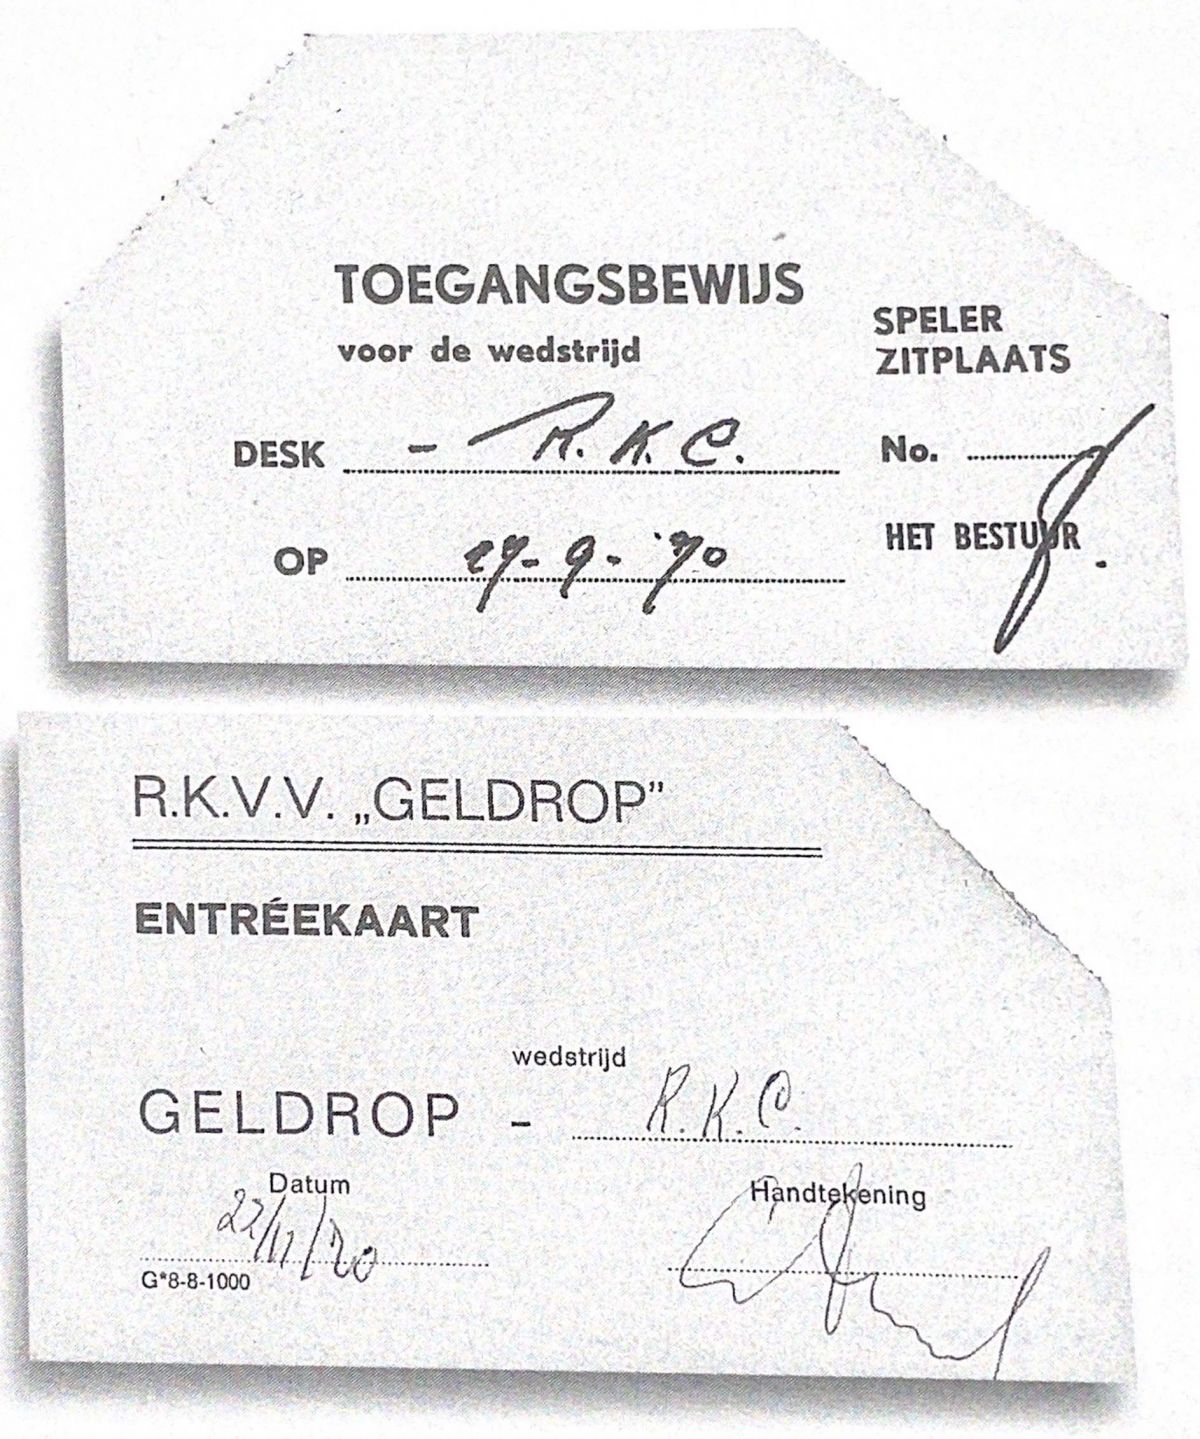 TOEGANGSBEWIJS
voor de wedstrijd
SPELER
ZITPLAATS
DESK - R.K.C.
No.
OP 27-9-'70
HET BESTUUR
R.K.V.V. „GELDROP”
ENTRÉEKAART
wedstrijd
GELDROP - R.K.C.
Datum
Handtekening
22/11/70
G*8-8-1000